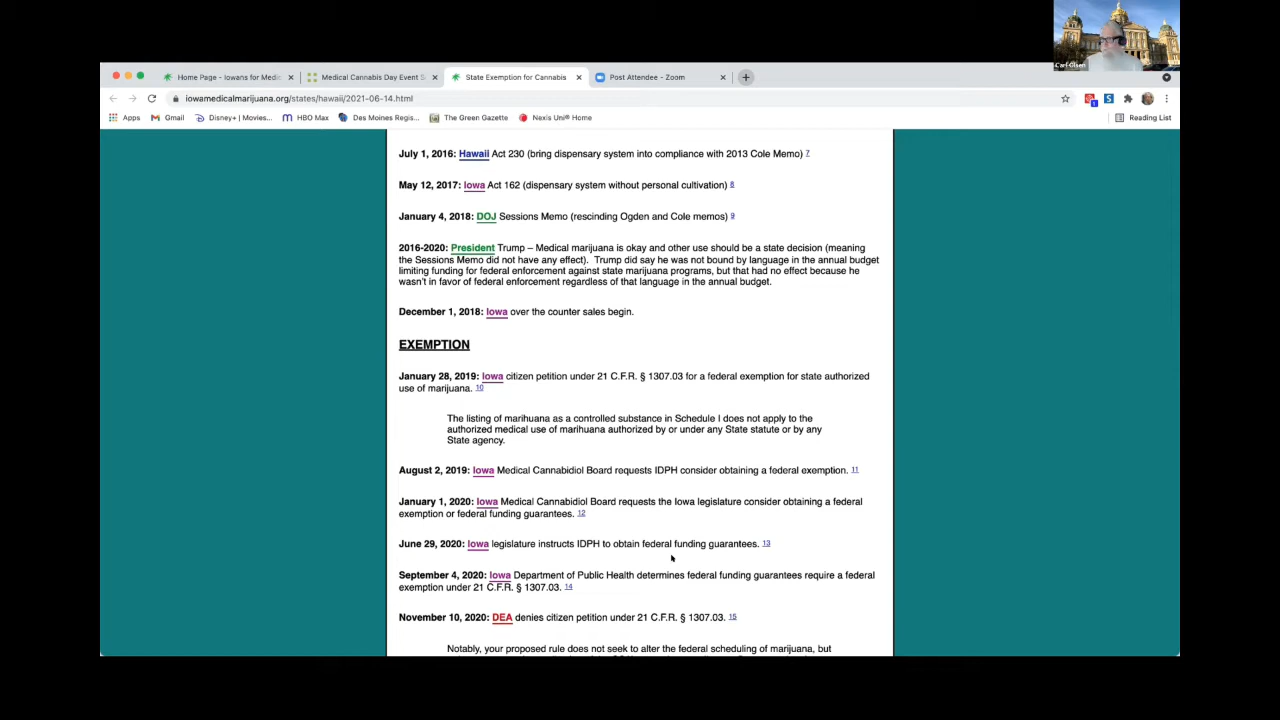 Carl Olsen
Home Page - Iowans for Medic
Medical Cannabis Day Event S
State Exemption for Cannabis
Post Attendee - Zoom
iowamedicalmarijuana.org/states/hawaii/2021-06-14.html
Apps Gmail Disney+ | Movies... HBO Max Des Moines Regis... The Green Gazette Nexis Uni® Home Reading List
July 1, 2016: Hawaii Act 230 (bring dispensary system into compliance with 2013 Cole Memo) 7
May 12, 2017: Iowa Act 162 (dispensary system without personal cultivation) 8
January 4, 2018: DOJ Sessions Memo (rescinding Ogden and Cole memos) 9
2016-2020: President Trump – Medical marijuana is okay and other use should be a state decision (meaning
the Sessions Memo did not have any effect). Trump did say he was not bound by language in the annual budget
limiting funding for federal enforcement against state marijuana programs, but that had no effect because he
wasn't in favor of federal enforcement regardless of that language in the annual budget.
December 1, 2018: Iowa over the counter sales begin.
EXEMPTION
January 28, 2019: Iowa citizen petition under 21 C.F.R. § 1307.03 for a federal exemption for state authorized
use of marijuana. 10
The listing of marihuana as a controlled substance in Schedule I does not apply to the
authorized medical use of marihuana authorized by or under any State statute or by any
State agency.
August 2, 2019: Iowa Medical Cannabidiol Board requests IDPH consider obtaining a federal exemption. 11
January 1, 2020: Iowa Medical Cannabidiol Board requests the Iowa legislature consider obtaining a federal
exemption or federal funding guarantees. 12
June 29, 2020: Iowa legislature instructs IDPH to obtain federal funding guarantees. 13
September 4, 2020: Iowa Department of Public Health determines federal funding guarantees require a federal
exemption under 21 C.F.R. § 1307.03. 14
November 10, 2020: DEA denies citizen petition under 21 C.F.R. § 1307.03. 15
Notably, your proposed rule does not seek to alter the federal scheduling of marijuana, but